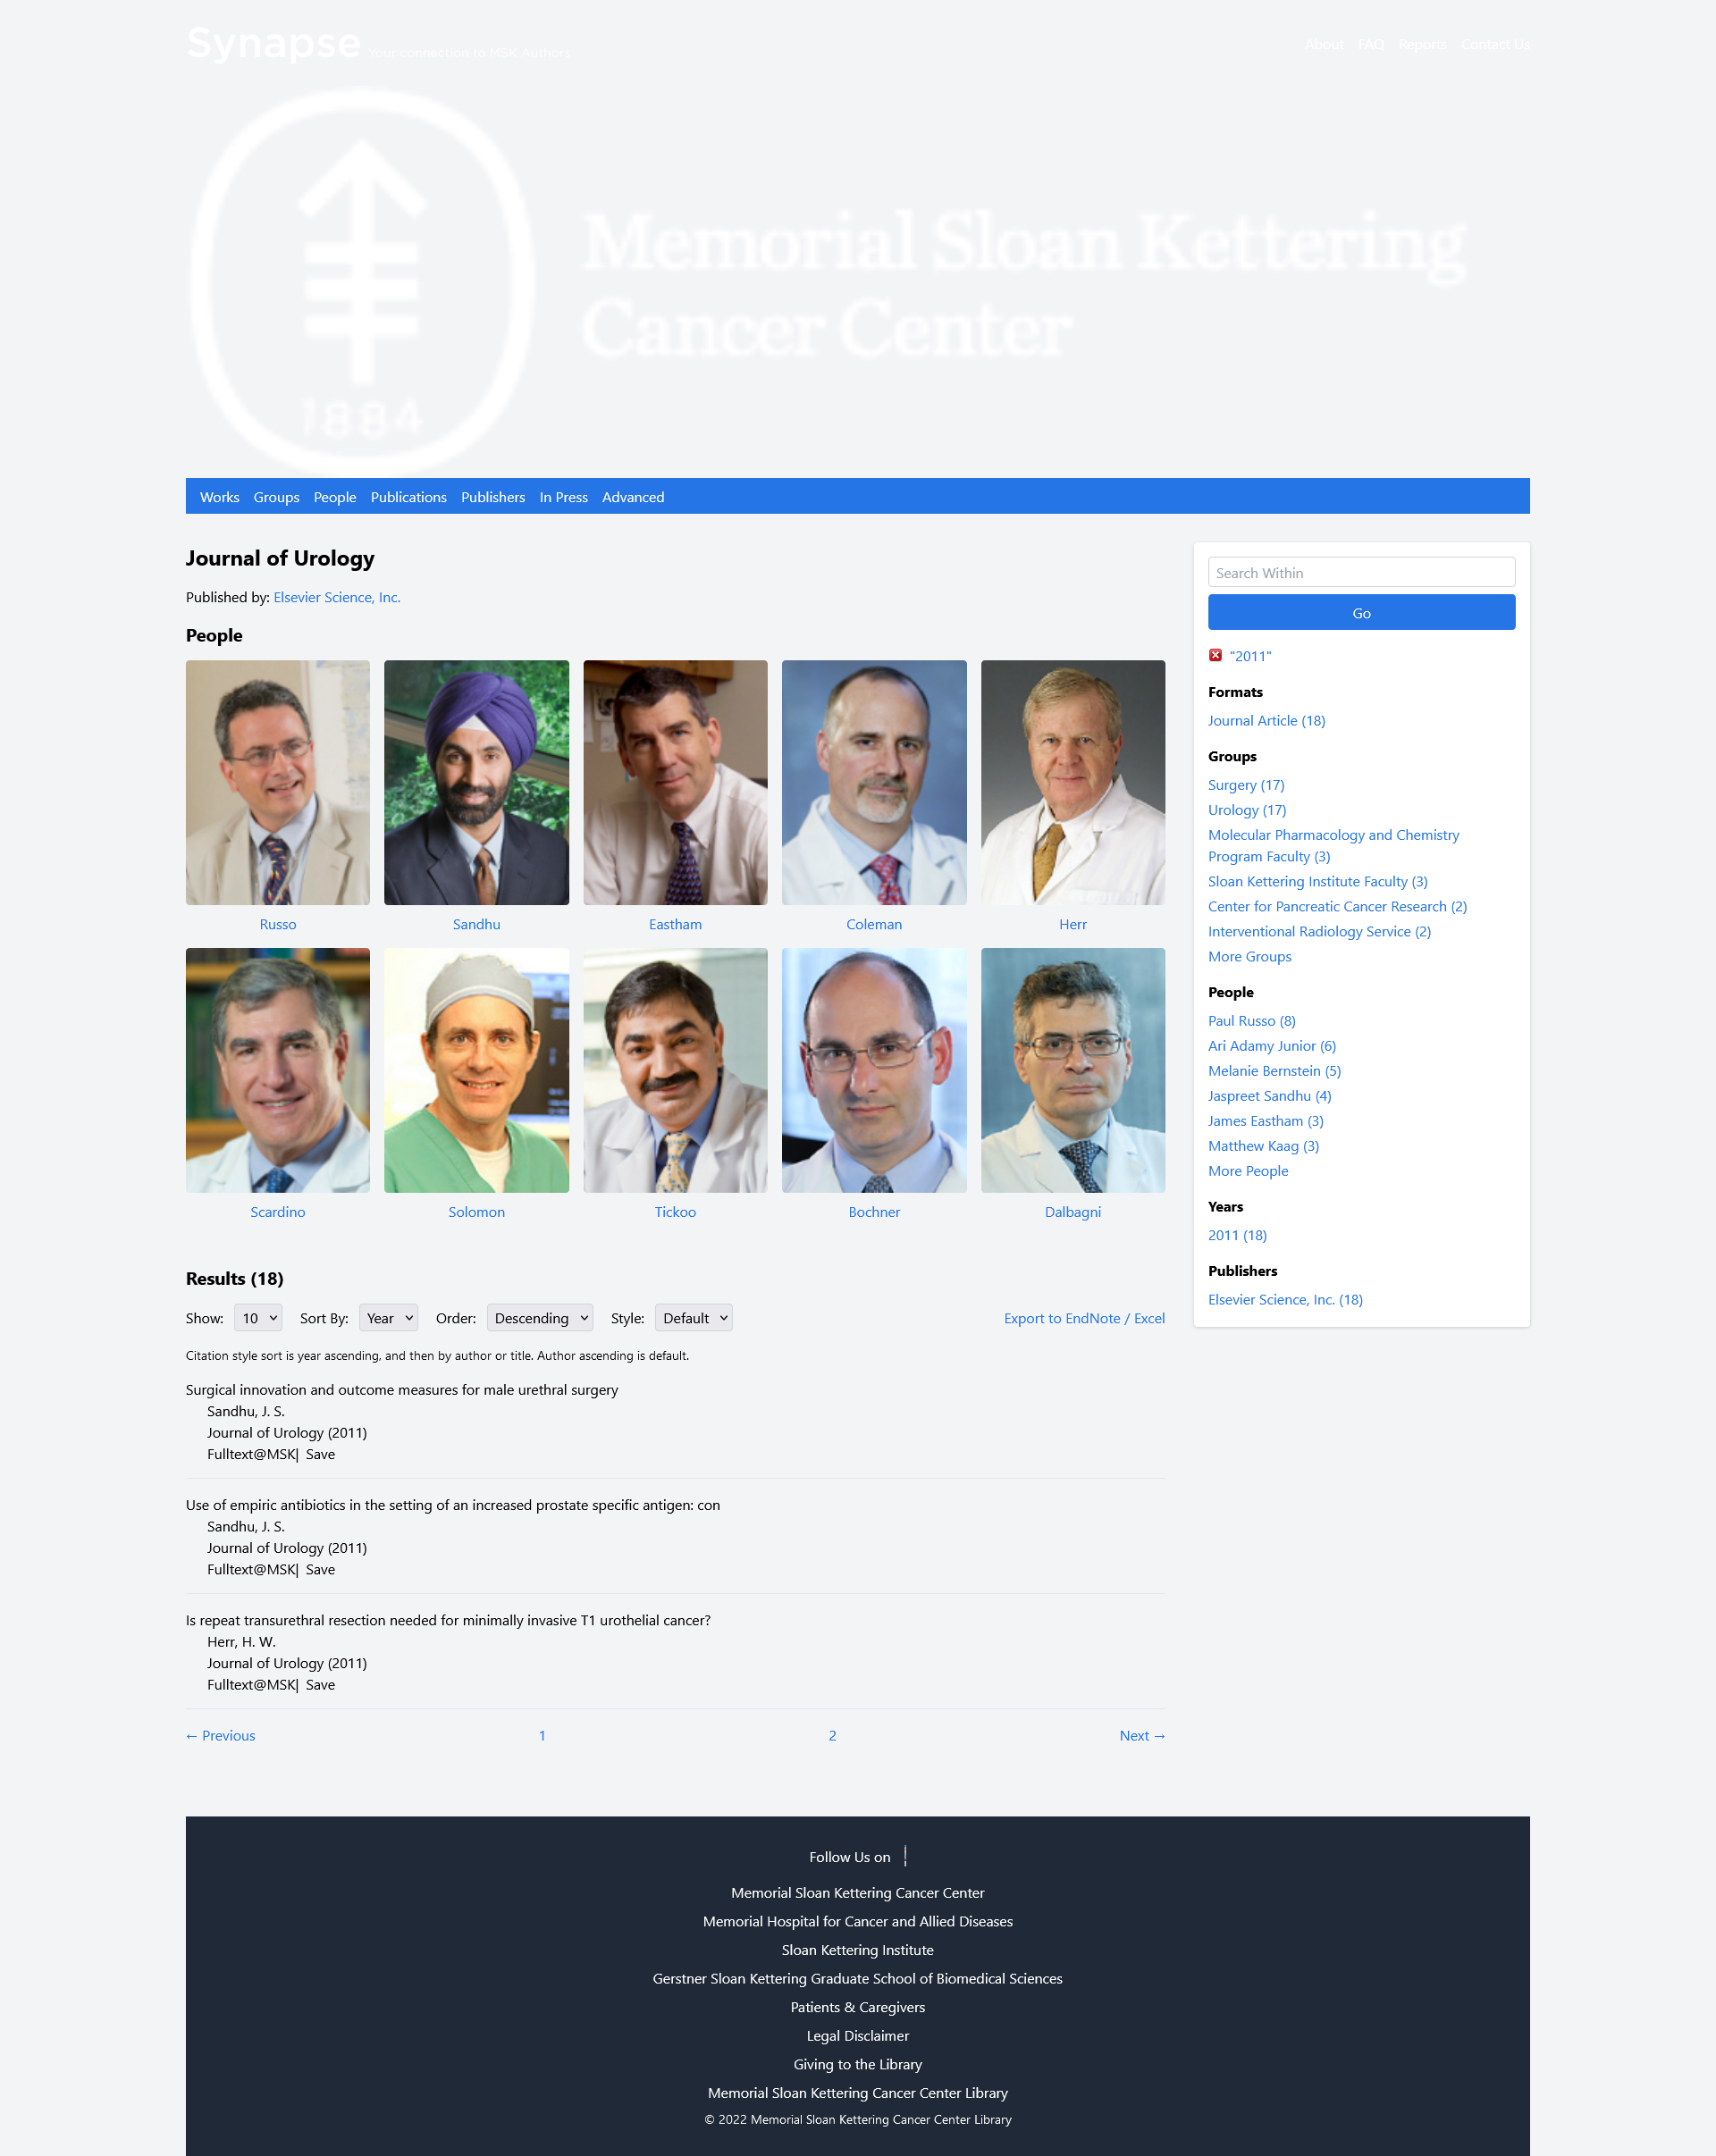 Synapse Your connection to MSK Authors
About FAQ Reports Contact Us
Memorial Sloan Kettering
Cancer Center
1884
Works Groups People Publications Publishers In Press Advanced
Journal of Urology
Published by: Elsevier Science, Inc.
People
Russo Sandhu Eastham Coleman Herr
Scardino Solomon Tickoo Bochner Dalbagni
Results (18)
Show: 10 Sort By: Year Order: Descending Style: Default Export to EndNote / Excel
Citation style sort is year ascending, and then by author or title. Author ascending is default.
Surgical innovation and outcome measures for male urethral surgery
Sandhu, J. S.
Journal of Urology (2011)
Fulltext@MSK| Save
Use of empiric antibiotics in the setting of an increased prostate specific antigen: con
Sandhu, J. S.
Journal of Urology (2011)
Fulltext@MSK| Save
Is repeat transurethral resection needed for minimally invasive T1 urothelial cancer?
Herr, H. W.
Journal of Urology (2011)
Fulltext@MSK| Save
← Previous 1 2 Next →
Search Within
Go
"2011"
Formats
Journal Article (18)
Groups
Surgery (17)
Urology (17)
Molecular Pharmacology and Chemistry
Program Faculty (3)
Sloan Kettering Institute Faculty (3)
Center for Pancreatic Cancer Research (2)
Interventional Radiology Service (2)
More Groups
People
Paul Russo (8)
Ari Adamy Junior (6)
Melanie Bernstein (5)
Jaspreet Sandhu (4)
James Eastham (3)
Matthew Kaag (3)
More People
Years
2011 (18)
Publishers
Elsevier Science, Inc. (18)
Follow Us on
Memorial Sloan Kettering Cancer Center
Memorial Hospital for Cancer and Allied Diseases
Sloan Kettering Institute
Gerstner Sloan Kettering Graduate School of Biomedical Sciences
Patients & Caregivers
Legal Disclaimer
Giving to the Library
Memorial Sloan Kettering Cancer Center Library
© 2022 Memorial Sloan Kettering Cancer Center Library